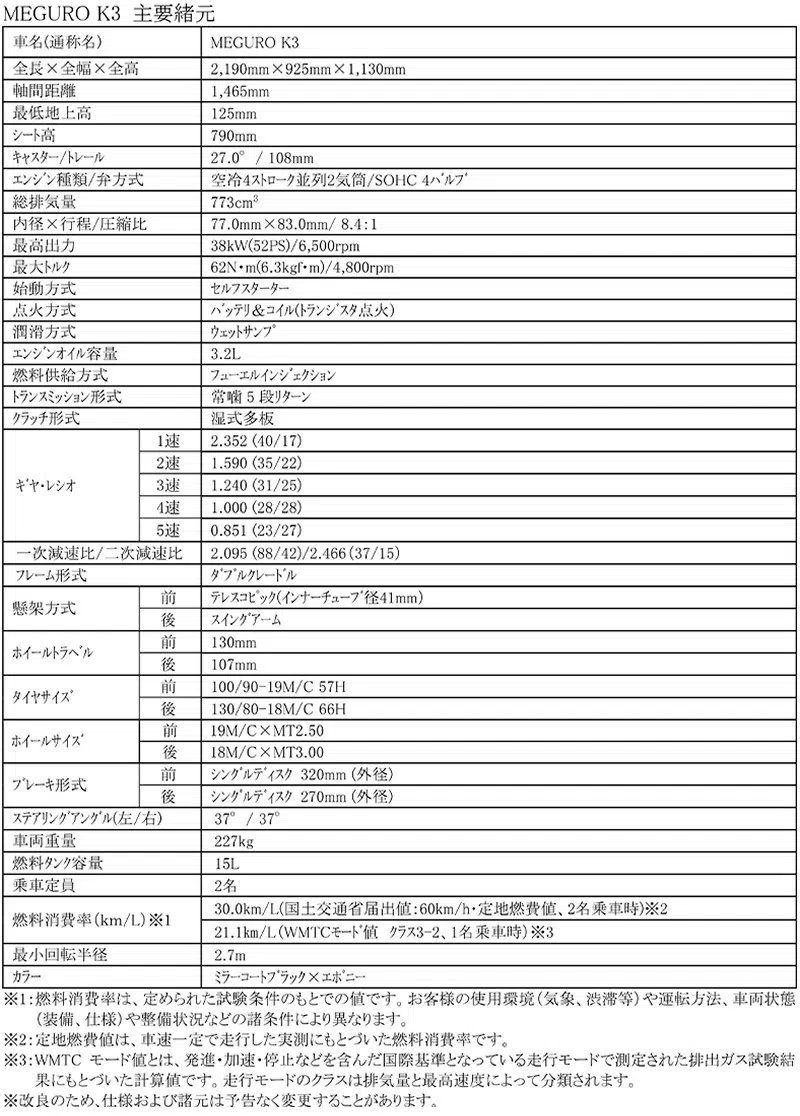 MEGURO K3 主要緒元
車名(通称名) MEGURO K3
全長×全幅×全高 2,190mm×925mm×1,130mm
軸間距離 1,465mm
最低地上高 125mm
シート高 790mm
ｷｬｽﾀｰ/ﾄﾚｰﾙ 27.0° / 108mm
ｴﾝｼﾞﾝ種類/弁方式 空冷4ｽﾄﾛｰｸ並列2気筒/SOHC 4ﾊﾞﾙﾌﾞ
総排気量 773cm³
内径×行程/圧縮比 77.0mm×83.0mm/ 8.4:1
最高出力 38kW(52PS)/6,500rpm
最大ﾄﾙｸ 62N・m(6.3kgf・m)/4,800rpm
始動方式 ｾﾙﾌｽﾀｰﾀｰ
点火方式 ﾊﾞｯﾃﾘ&ｺｲﾙ(ﾄﾗﾝｼﾞｽﾀ点火)
潤滑方式 ｳｪｯﾄｻﾝﾌﾟ
ｴﾝｼﾞﾝｵｲﾙ容量 3.2L
燃料供給方式 ﾌｭｰｴﾙｲﾝｼﾞｪｸｼｮﾝ
ﾄﾗﾝｽﾐｯｼｮﾝ形式 常噛 5 段ﾘﾀｰﾝ
ｸﾗｯﾁ形式 湿式多板
ｷﾞﾔ・ﾚｼｵ 1速 2.352 (40/17)
2速 1.590 (35/22)
3速 1.240 (31/25)
4速 1.000 (28/28)
5速 0.851 (23/27)
一次減速比/二次減速比 2.095 (88/42)/2.466 (37/15)
ﾌﾚｰﾑ形式 ﾀﾞﾌﾞﾙｸﾚｰﾄﾞﾙ
懸架方式 前 ﾃﾚｽｺﾋﾟｯｸ(ｲﾝﾅｰﾁｭｰﾌﾞ径41mm)
後 ｽｲﾝｸﾞｱｰﾑ
ﾎｲｰﾙﾄﾗﾍﾞﾙ 前 130mm
後 107mm
ﾀｲﾔｻｲｽﾞ 前 100/90-19M/C 57H
後 130/80-18M/C 66H
ﾎｲｰﾙｻｲｽﾞ 前 19M/C×MT2.50
後 18M/C×MT3.00
ﾌﾞﾚｰｷ形式 前 ｼﾝｸﾞﾙﾃﾞｨｽｸ 320mm (外径)
後 ｼﾝｸﾞﾙﾃﾞｨｽｸ 270mm (外径)
ｽﾃｱﾘﾝｸﾞｱﾝｸﾞﾙ(左/右) 37° / 37°
車両重量 227kg
燃料ﾀﾝｸ容量 15L
乗車定員 2名
燃料消費率(km/L)※1 30.0km/L(国土交通省届出値:60km/h・定地燃費値、2名乗車時)※2
21.1㎞/L(WMTCﾓｰﾄﾞ値 ｸﾗｽ3-2、1名乗車時)※3
最小回転半径 2.7m
ｶﾗｰ ﾐﾗｰｺｰﾄﾌﾞﾗｯｸ×ｴﾎﾞﾆｰ
※1:燃料消費率は、定められた試験条件のもとでの値です。お客様の使用環境(気象、渋滞等)や運転方法、車両状態
(装備、仕様)や整備状況などの諸条件により異なります。
※2:定地燃費値は、車速一定で走行した実測にもとづいた燃料消費率です。
※3:WMTC モード値とは、発進・加速・停止などを含んだ国際基準となっている走行モードで測定された排出ガス試験結
果にもとづいた計算値です。走行モードのクラスは排気量と最高速度によって分類されます。
※改良のため、仕様および諸元は予告なく変更することがあります。